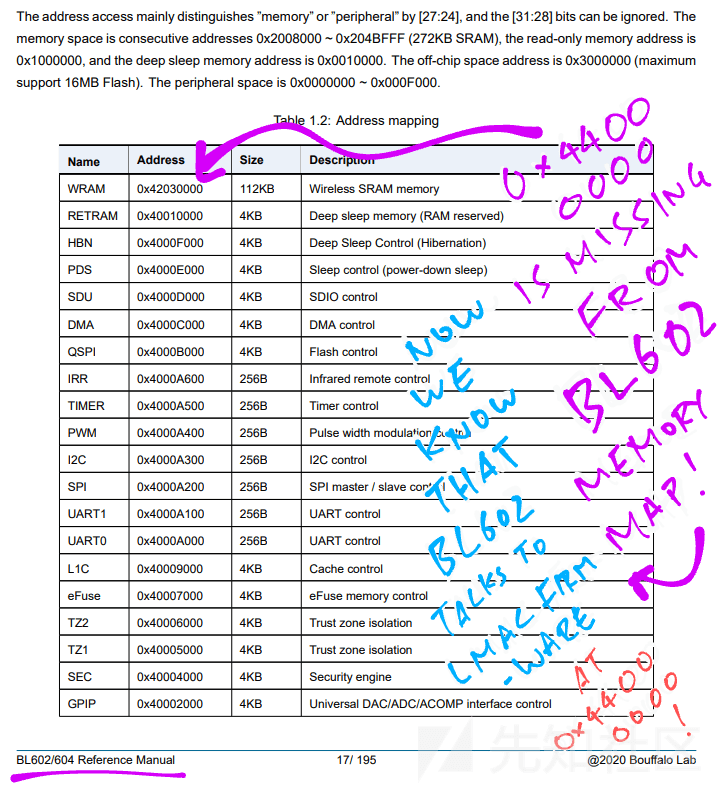 The address access mainly distinguishes ”memory” or ”peripheral” by [27:24], and the [31:28] bits can be ignored. The
memory space is consecutive addresses 0x2008000 ~ 0x204BFFF (272KB SRAM), the read-only memory address is
0x1000000, and the deep sleep memory address is 0x0010000. The off-chip space address is 0x3000000 (maximum
support 16MB Flash). The peripheral space is 0x0000000 ~ 0x000F000.
Table 1.2: Address mapping
Name Address Size Description
WRAM 0x42030000 112KB Wireless SRAM memory
RETRAM 0x40010000 4KB Deep sleep memory (RAM reserved)
HBN 0x4000F000 4KB Deep Sleep Control (Hibernation)
PDS 0x4000E000 4KB Sleep control (power-down sleep)
SDU 0x4000D000 4KB SDIO control
DMA 0x4000C000 4KB DMA control
QSPI 0x4000B000 4KB Flash control
IRR 0x4000A600 256B Infrared remote control
TIMER 0x4000A500 256B Timer control
PWM 0x4000A400 256B Pulse width modulation control
I2C 0x4000A300 256B I2C control
SPI 0x4000A200 256B SPI master / slave control
UART1 0x4000A100 256B UART control
UART0 0x4000A000 256B UART control
L1C 0x40009000 4KB Cache control
eFuse 0x40007000 4KB eFuse memory control
TZ2 0x40006000 4KB Trust zone isolation
TZ1 0x40005000 4KB Trust zone isolation
SEC 0x40004000 4KB Security engine
GPIP 0x40002000 4KB Universal DAC/ADC/ACOMP interface control
0x4400
0000
IS MISSING
FROM
BL602
MEMORY
MAP!
NOW
WE
KNOW
THAT
BL602
TALKS TO
LMAC FIRM
-WARE
AT
0x4400
0000
!
先知社区
BL602/604 Reference Manual 17/ 195 @2020 Bouffalo Lab